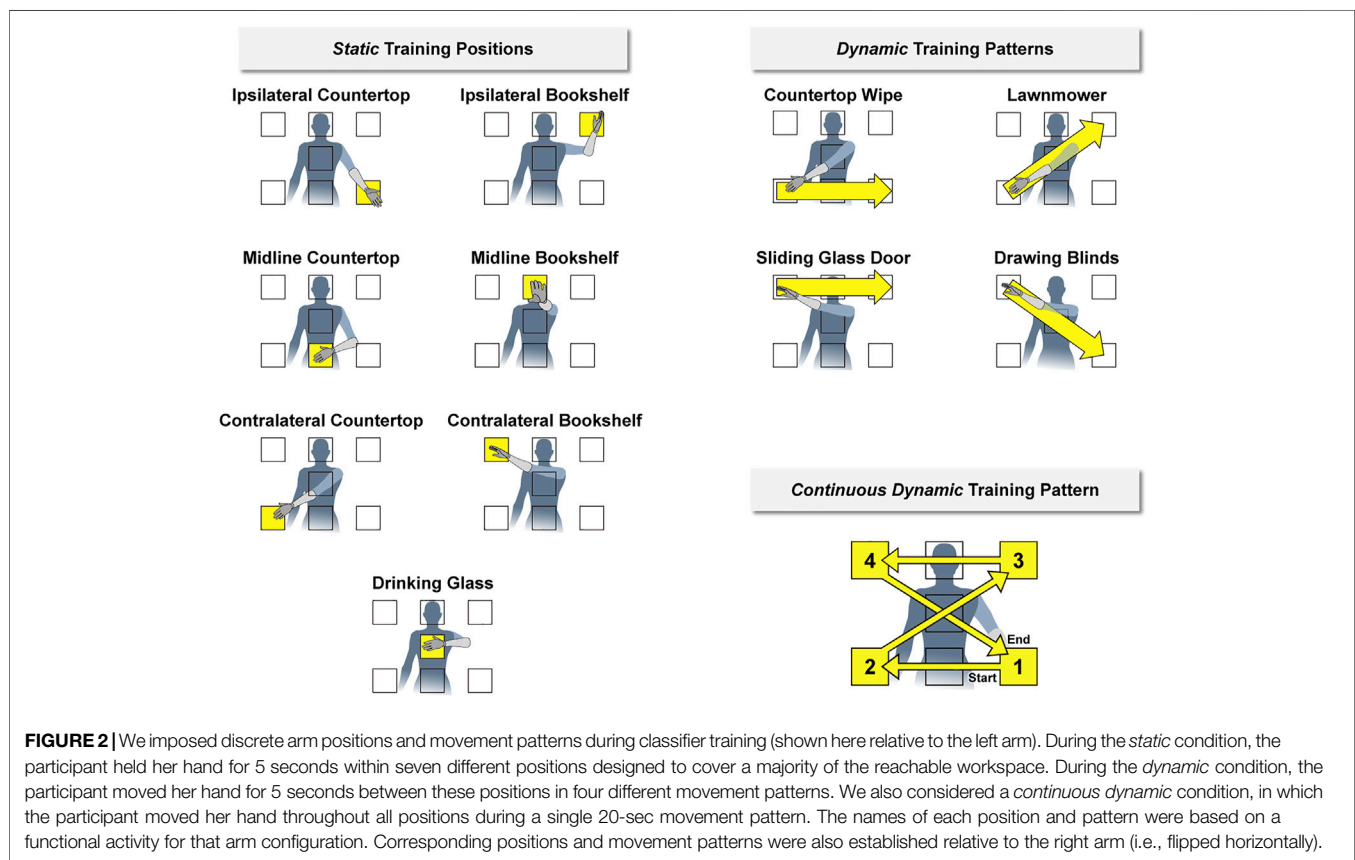 Static Training Positions
Ipsilateral Countertop
Ipsilateral Bookshelf
Midline Countertop
Midline Bookshelf
Contralateral Countertop
Contralateral Bookshelf
Drinking Glass
Dynamic Training Patterns
Countertop Wipe
Lawnmower
Sliding Glass Door
Drawing Blinds
Continuous Dynamic Training Pattern
4
3
End
2
1
Start
FIGURE 2 | We imposed discrete arm positions and movement patterns during classifier training (shown here relative to the left arm). During the static condition, the
participant held her hand for 5 seconds within seven different positions designed to cover a majority of the reachable workspace. During the dynamic condition, the
participant moved her hand for 5 seconds between these positions in four different movement patterns. We also considered a continuous dynamic condition, in which
the participant moved her hand throughout all positions during a single 20-sec movement pattern. The names of each position and pattern were based on a
functional activity for that arm configuration. Corresponding positions and movement patterns were also established relative to the right arm (i.e., flipped horizontally).